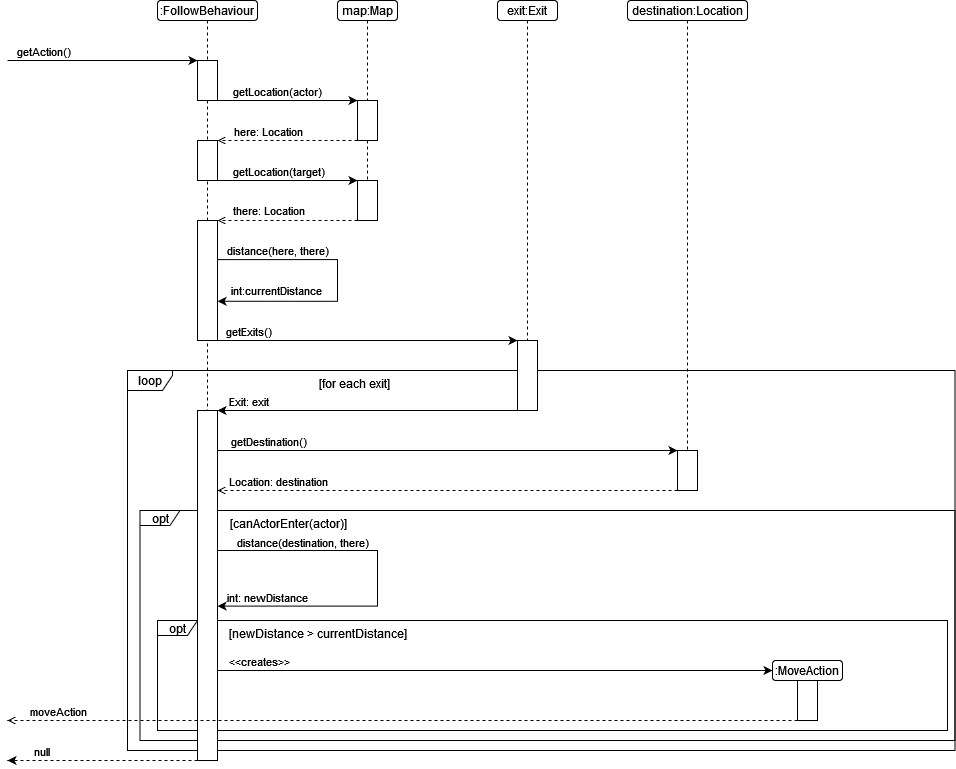 :FollowBehaviour
map:Map
exit:Exit
destination:Location
getAction()
getLocation(actor)
here: Location
getLocation(target)
there: Location
distance(here, there)
int:currentDistance
getExits()
loop
[for each exit]
Exit: exit
getDestination()
Location: destination
opt
[canActorEnter(actor)]
distance(destination, there)
int: newDistance
opt
[newDistance > currentDistance]
<<creates>>
:MoveAction
moveAction
null